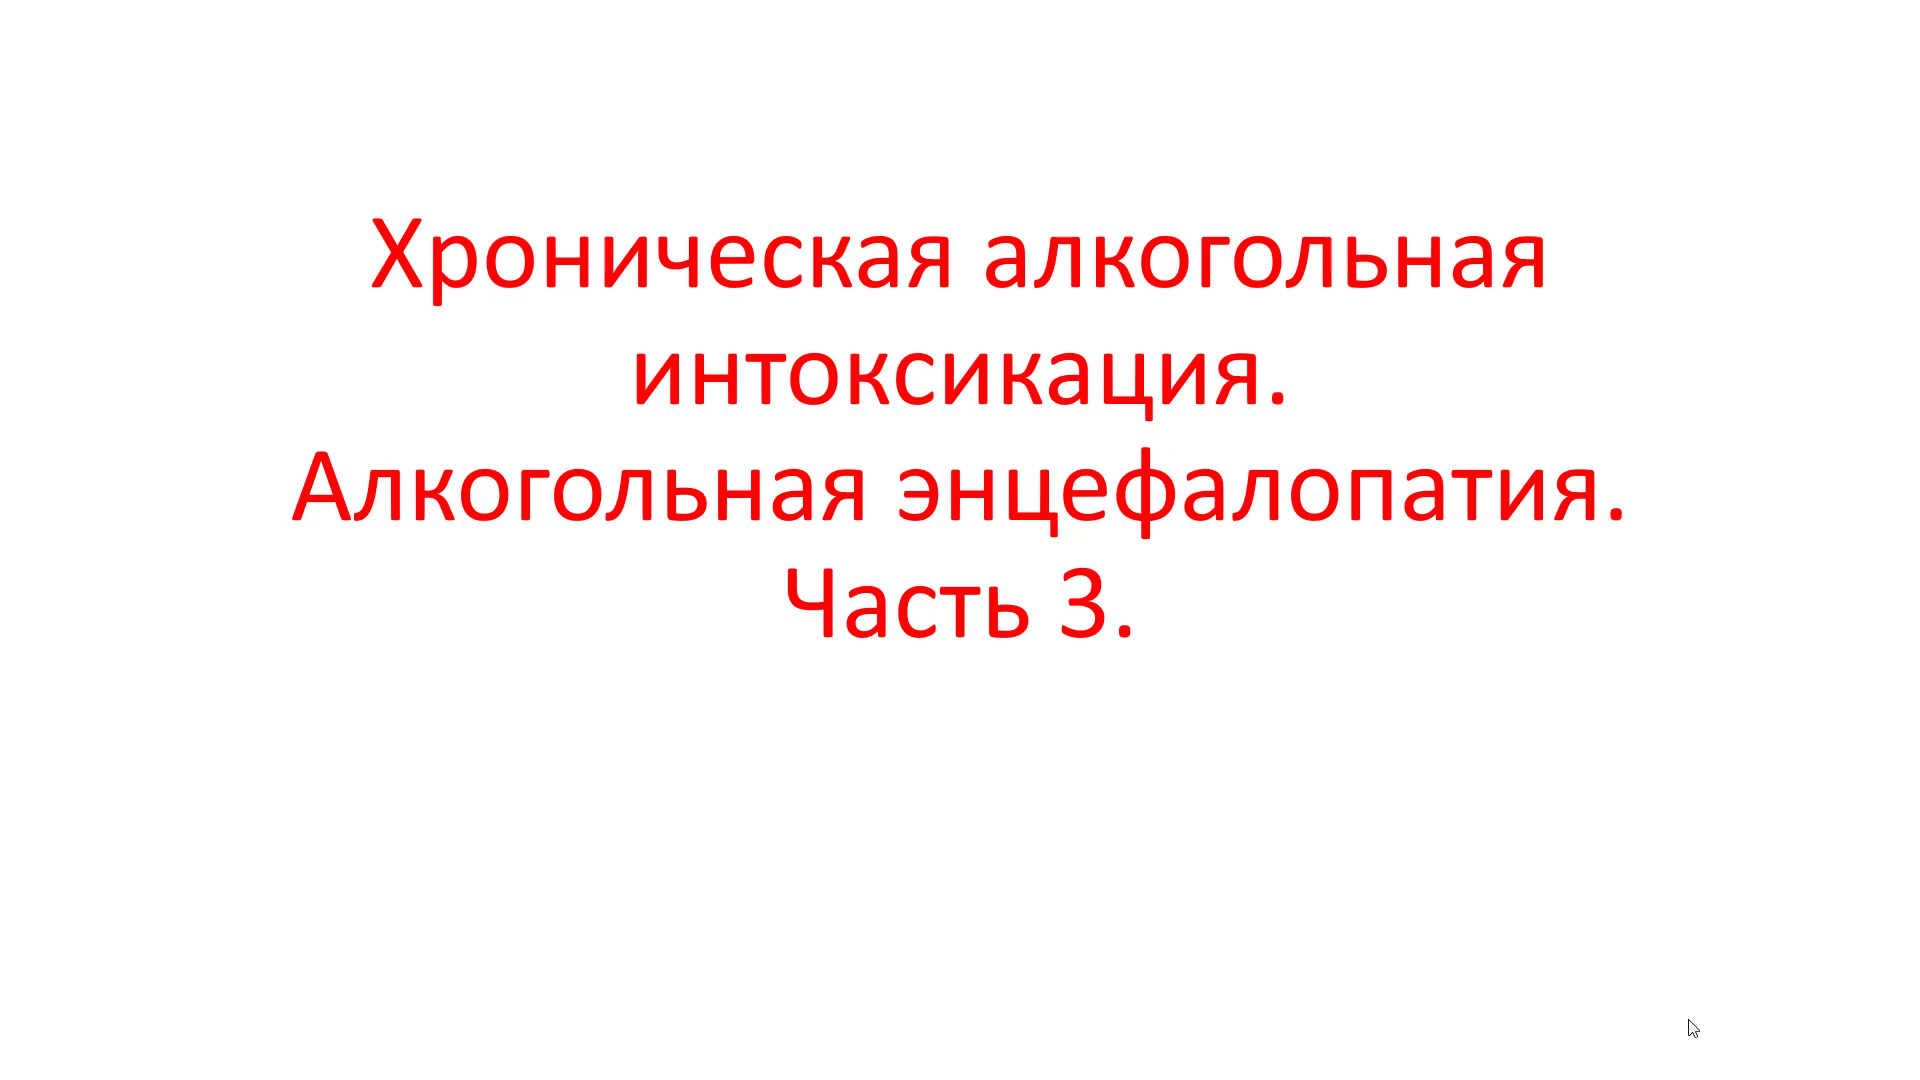 Хроническая алкогольная
интоксикация.
Алкогольная энцефалопатия.
Часть 3.